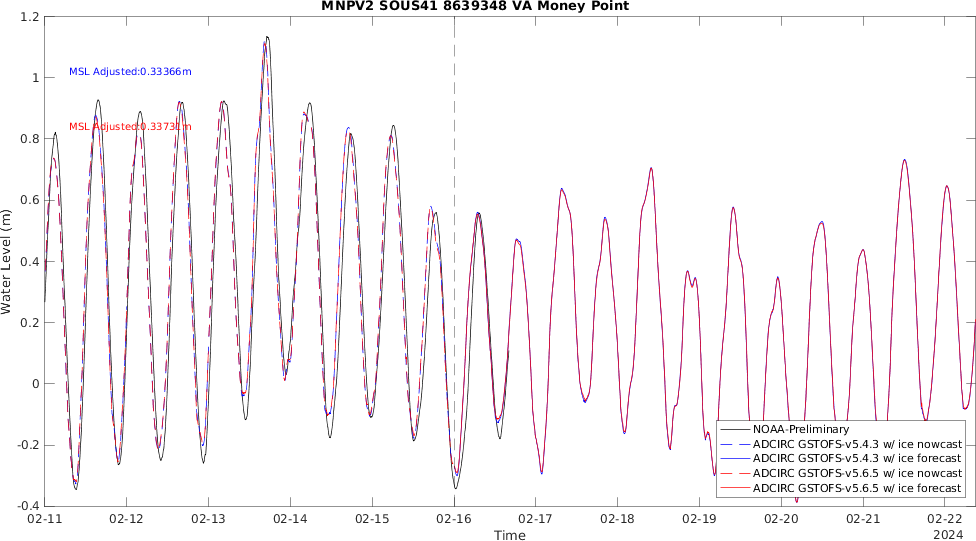 MNPV2 SOUS41 8639348 VA Money Point
1.2
1
0.8
0.6
0.4
0.2
0
-0.2
-0.4
Water Level (m)
MSL Adjusted:0.33366m
MSL Adjusted:0.33731m
NOAA-Preliminary
ADCIRC GSTOFS-v5.4.3 w/ ice nowcast
ADCIRC GSTOFS-v5.4.3 w/ ice forecast
ADCIRC GSTOFS-v5.6.5 w/ ice nowcast
ADCIRC GSTOFS-v5.6.5 w/ ice forecast
02-11 02-12 02-13 02-14 02-15 02-16 02-17 02-18 02-19 02-20 02-21 02-22
Time 2024